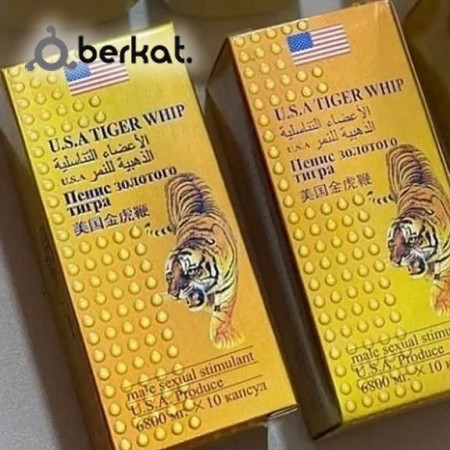 berkat.
U.S.A TIGER WHIP
الأعضاء التناسلية
الذهبية للنمر U.S.A
Пенис золотого
тигра
美国金虎鞭
male sexual stimulant
U.S.A. Produce
6800 мг. × 10 капсул
U.S.A TIGER WHIP
الأعضاء التناسلية
الذهبية للنمر U.S.A
Пенис золотого
тигра
美国金虎鞭
male sexual stimu
U.S.A. Produce
6800 мг. × 10 к